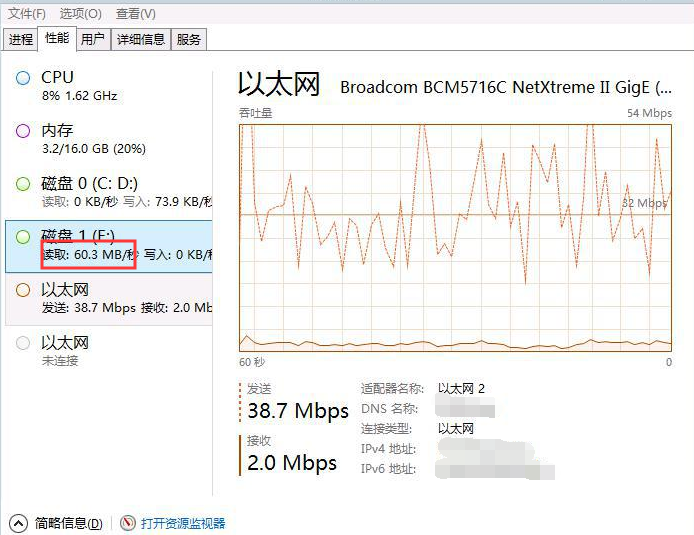 文件(F) 选项(O) 查看(V)
进程 性能 用户 详细信息 服务
CPU
8% 1.62 GHz
内存
3.2/16.0 GB (20%)
磁盘 0 (C: D:)
读取: 0 KB/秒 写入: 73.9 KB/秒
磁盘 1 (E:)
读取: 60.3 MB/秒 写入: 0 KB/秒
以太网
发送: 38.7 Mbps 接收: 2.0 Mb
以太网
未连接
以太网
Broadcom BCM5716C NetXtreme II GigE (...
吞吐量
54 Mbps
32 Mbps
60 秒
0
发送
38.7 Mbps
接收
2.0 Mbps
适配器名称: 以太网 2
DNS 名称:
连接类型: 以太网
IPv4 地址:
IPv6 地址:
简略信息(D)
打开资源监视器